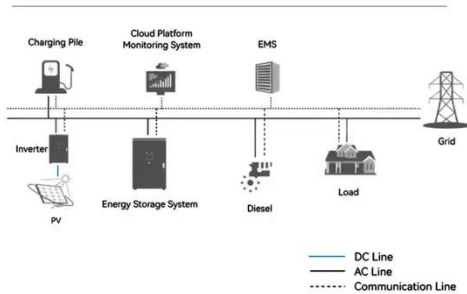 Charging Pile
Cloud Platform
Monitoring System
EMS
Grid
Inverter
PV
Energy Storage System
Diesel
Load
DC Line
AC Line
Communication Line